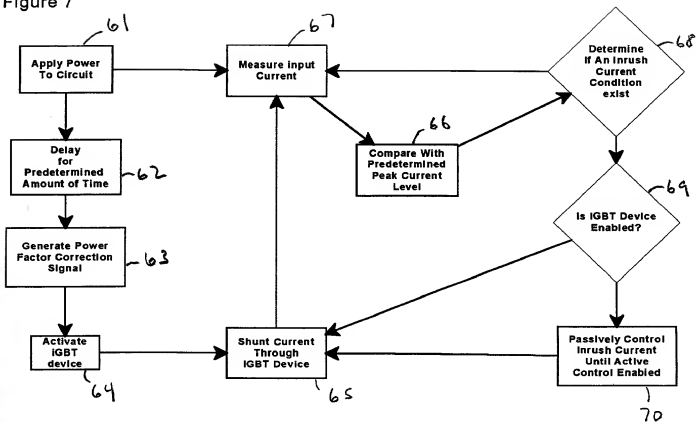 Figure 7
61
Apply Power
To Circuit
67
Measure input
Current
68
Determine
If An Inrush
Current
Condition
exist
66
Compare With
Predetermined
Peak Current
Level
Delay
for
Predetermined
Amount of Time
62
69
Is IGBT Device
Enabled?
Generate Power
Factor Correction
Signal
63
Activate
iGBT
device
64
Shunt Current
Through
IGBT Device
65
Passively Control
Inrush Current
Until Active
Control Enabled
70